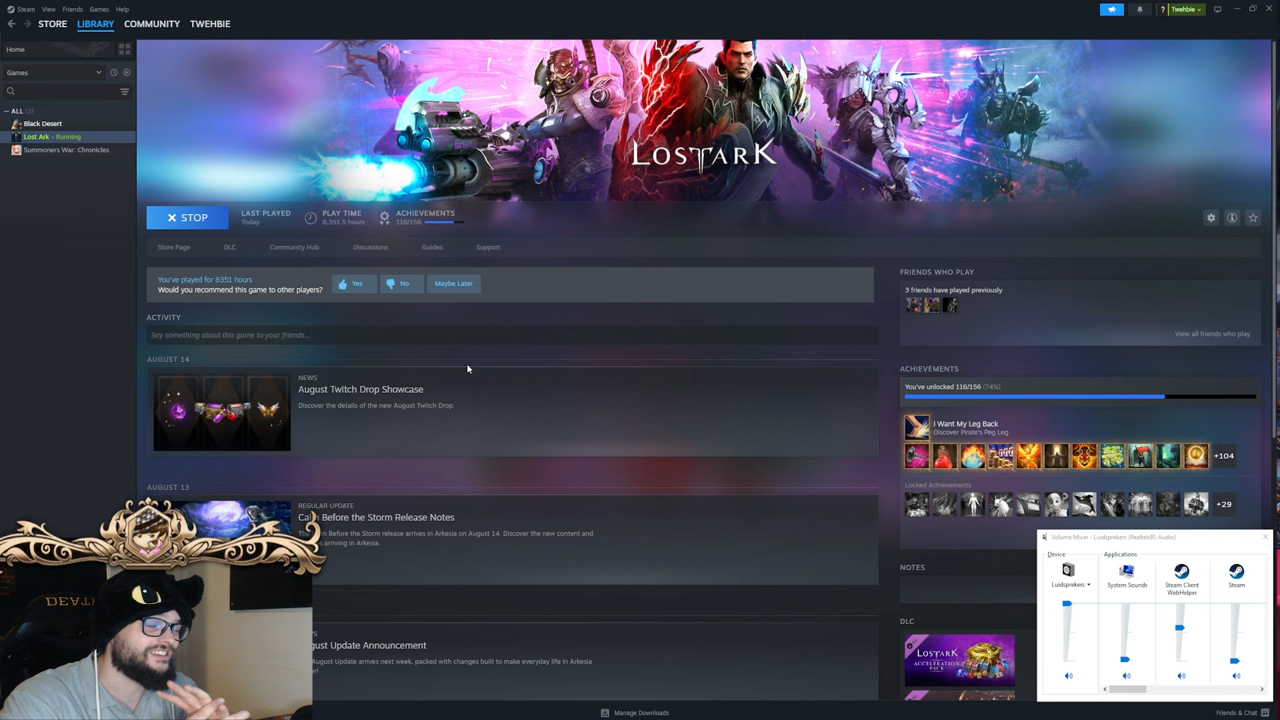 Steam View Friends Games Help
Twehbie
STORE LIBRARY COMMUNITY TWEHBIE
Home
Games
ALL
Black Desert
Lost Ark - Running
Summoners War: Chronicles
LOST ARK
STOP
LAST PLAYED
Today
PLAY TIME
8,351.5 hours
ACHIEVEMENTS
116/156
Store Page DLC Community Hub Discussions Guides Support
You've played for 8351 hours
Would you recommend this game to other players?
Yes No Maybe Later
ACTIVITY
Say something about this game to your friends...
AUGUST 14
NEWS
August Twitch Drop Showcase
Discover the details of the new August Twitch Drop.
AUGUST 13
REGULAR UPDATE
Calm Before the Storm Release Notes
m Before the Storm release arrives in Arkesia on August 14. Discover the new content and
s arriving in Arkesia.
gust Update Announcement
August Update arrives next week, packed with changes built to make everyday life in Arkesia
FRIENDS WHO PLAY
3 friends have played previously
View all friends who play
ACHIEVEMENTS
You've unlocked 116/156 (74%)
I Want My Leg Back
Discover Pirate's Peg Leg
+104
Locked Achievements
+29
NOTES
DLC
LOST ARK
ACCELERATION PACK
Volume Mixer - Luidsprekers (Realtek(R) Audio)
Device Applications
Luidsprekers System Sounds Steam Client WebHelper Steam
Manage Downloads
Friends & Chat